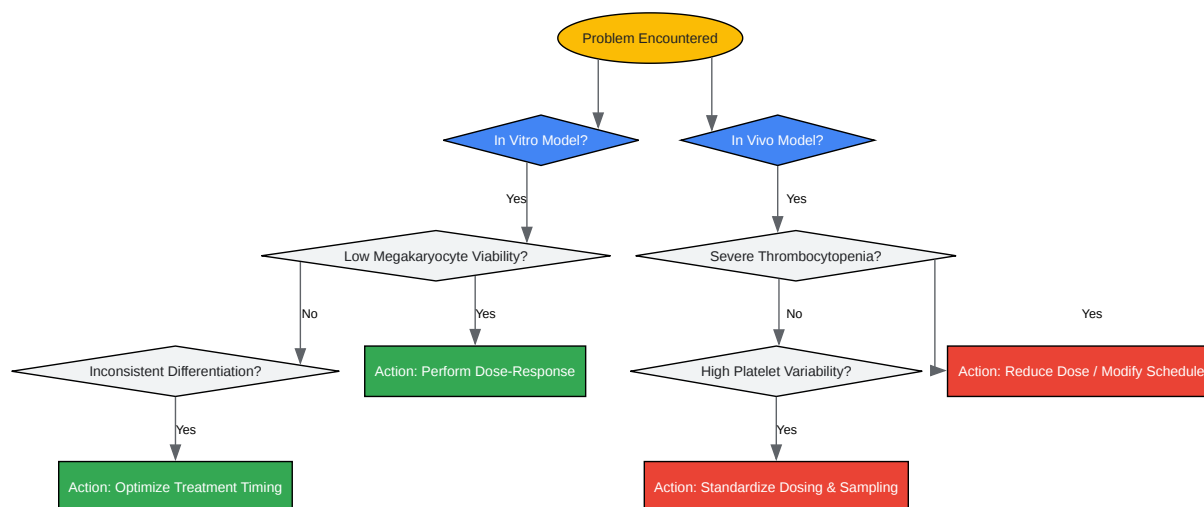 Problem Encountered
In Vitro Model?
In Vivo Model?
Yes
Yes
Low Megakaryocyte Viability?
Severe Thrombocytopenia?
No
Yes
No
Yes
Inconsistent Differentiation?
Action: Perform Dose-Response
High Platelet Variability?
Action: Reduce Dose / Modify Schedule
Yes
Yes
Action: Optimize Treatment Timing
Action: Standardize Dosing & Sampling